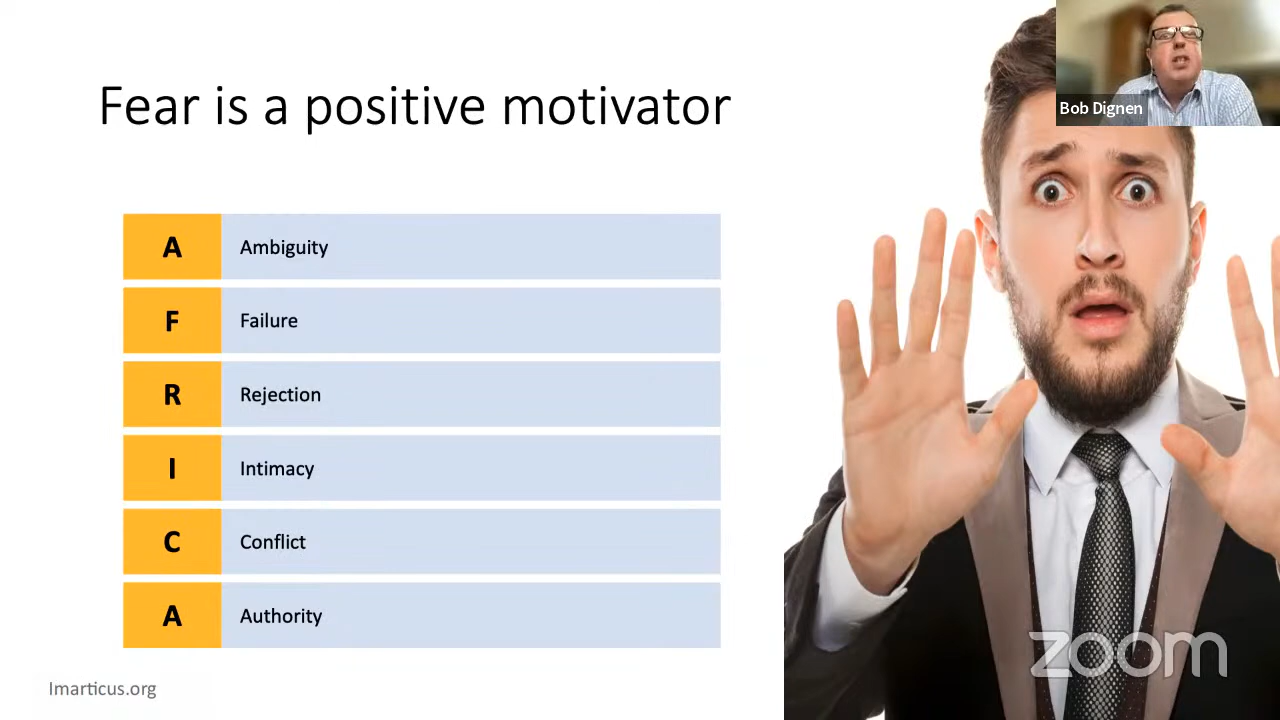 Fear is a positive motivator
Bob Dignen
A Ambiguity
F Failure
R Rejection
I Intimacy
C Conflict
A Authority
Imarticus.org
zoom